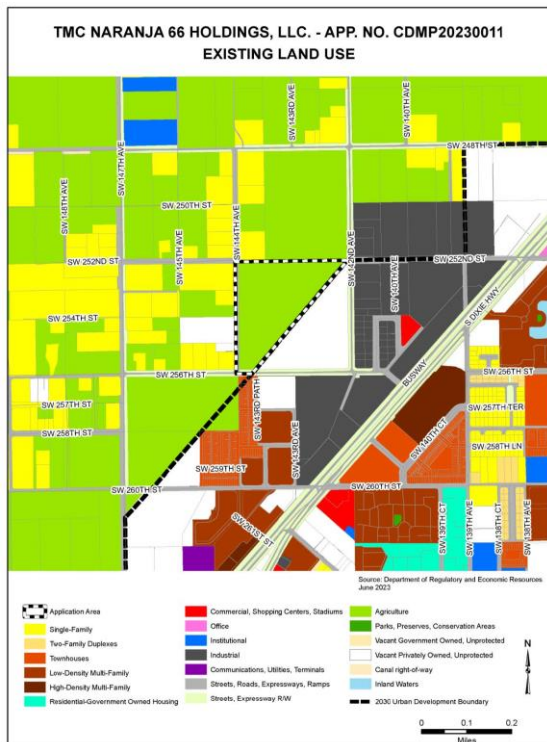 TMC NARANJA 66 HOLDINGS, LLC. - APP. NO. CDMP20230011
EXISTING LAND USE
SW 143RD AVE
SW 140TH AVE
SW 147TH AVE
SW 248TH ST
SW 148TH AVE
SW 250TH ST
SW 144TH AVE
SW 145TH AVE
SW 142ND AVE
SW 252ND ST
SW 252ND ST
SW 140TH AVE
S DIXIE HWY
SW 254TH ST
BUSWAY
SW 256TH ST
SW 256TH ST
SW 257TH ST
SW 143RD PATH
SW 257TH TER
SW 258TH ST
SW 143RD AVE
SW 140TH CT
SW 258TH LN
SW 259TH ST
SW 260TH ST
SW 260TH ST
SW 261ST ST
SW 139TH CT
SW 139TH AVE
SW 138TH CT
SW 138TH AVE
Source: Department of Regulatory and Economic Resources
June 2023
Application Area
Single-Family
Two-Family Duplexes
Townhouses
Low-Density Multi-Family
High-Density Multi-Family
Residential-Government Owned Housing
Commercial, Shopping Centers, Stadiums
Office
Institutional
Industrial
Communications, Utilities, Terminals
Streets, Roads, Expressways, Ramps
Streets, Expressway R/W
Agriculture
Parks, Preserves, Conservation Areas
Vacant Government Owned, Unprotected
Vacant Privately Owned, Unprotected
Canal right-of-way
Inland Waters
2030 Urban Development Boundary
N
0 0.2
Miles